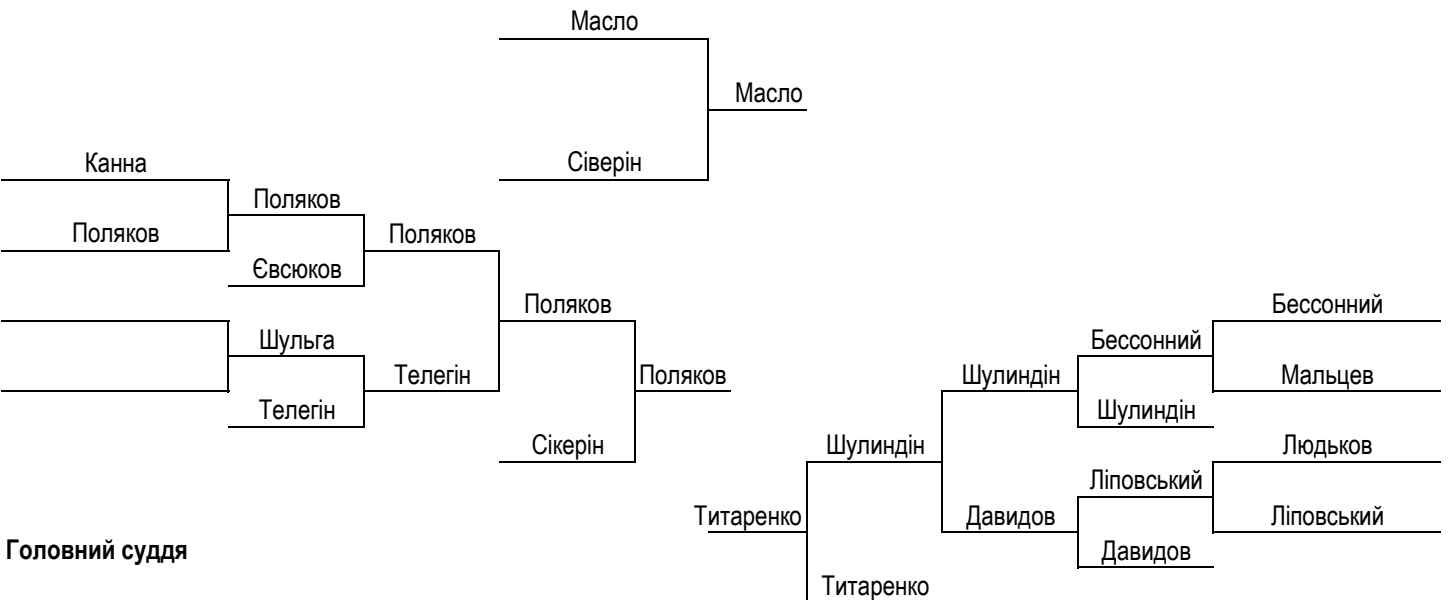 Масло
Масло
Сіверін
Канна
Поляков
Поляков
Поляков
Євсюков
Поляков
Шульга
Телегін
Телегін
Поляков
Сікерін
Бессонний
Бессонний
Мальцев
Шулиндін
Шулиндін
Шулиндін
Людьков
Ліповський
Ліповський
Давидов
Давидов
Титаренко
Титаренко
Головний суддя